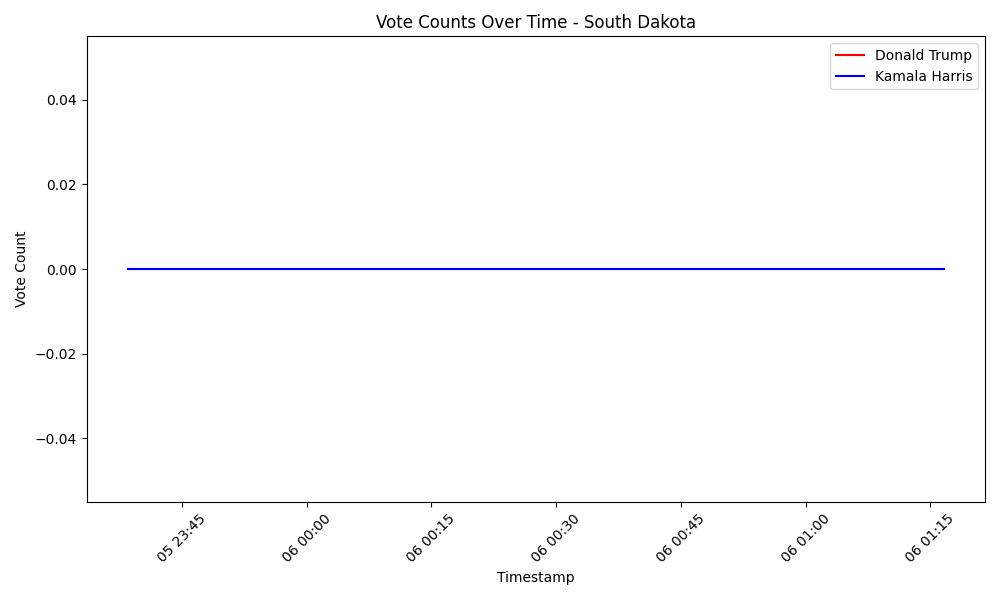 Vote Counts Over Time - South Dakota
Donald Trump
Kamala Harris
Vote Count
0.04
0.02
0.00
−0.02
−0.04
05 23:45
06 00:00
06 00:15
06 00:30
06 00:45
06 01:00
06 01:15
Timestamp